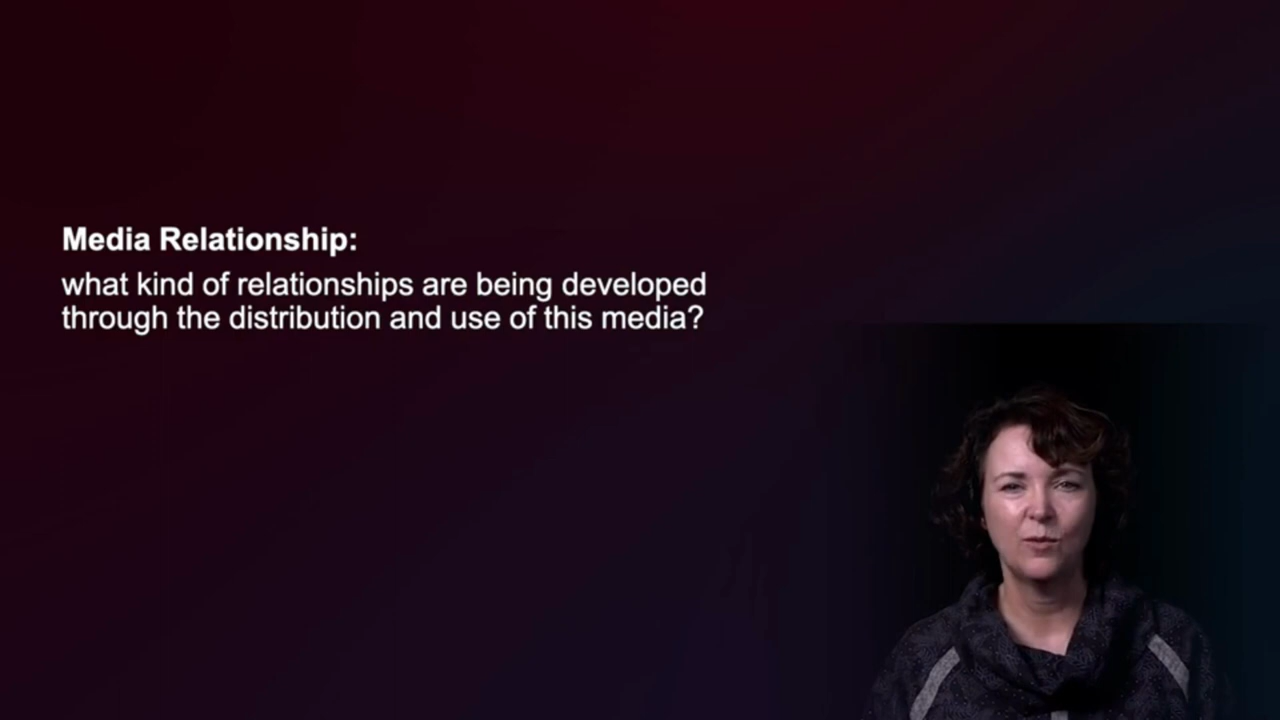 Media Relationship:
what kind of relationships are being developed
through the distribution and use of this media?